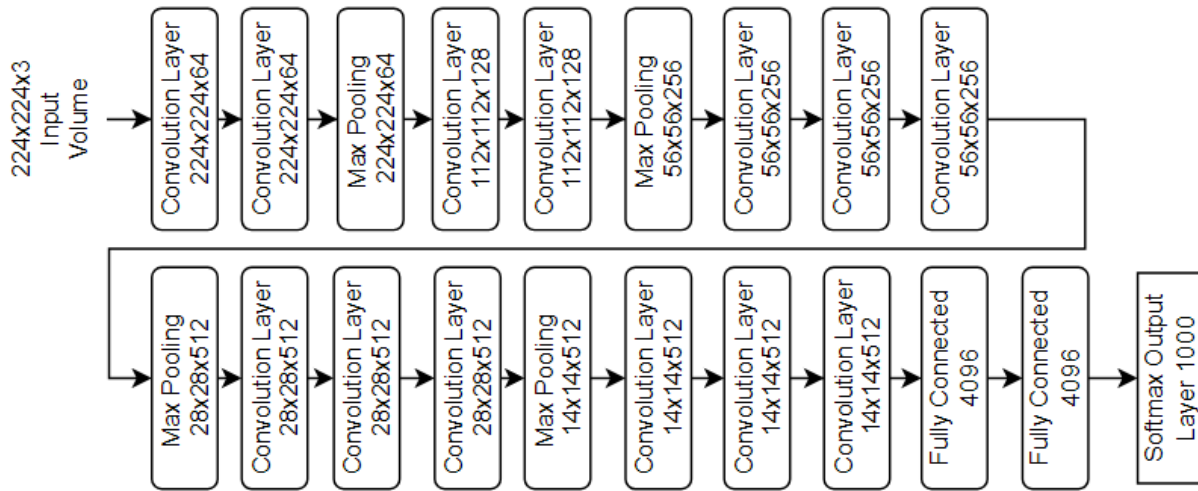 224x224x3
Input
Volume
Convolution Layer
224x224x64
Convolution Layer
224x224x64
Max Pooling
224x224x64
Convolution Layer
112x112x128
Convolution Layer
112x112x128
Max Pooling
56x56x256
Convolution Layer
56x56x256
Convolution Layer
56x56x256
Convolution Layer
56x56x256
Max Pooling
28x28x512
Convolution Layer
28x28x512
Convolution Layer
28x28x512
Convolution Layer
28x28x512
Max Pooling
14x14x512
Convolution Layer
14x14x512
Convolution Layer
14x14x512
Convolution Layer
14x14x512
Fully Connected
4096
Fully Connected
4096
Softmax Output
Layer 1000